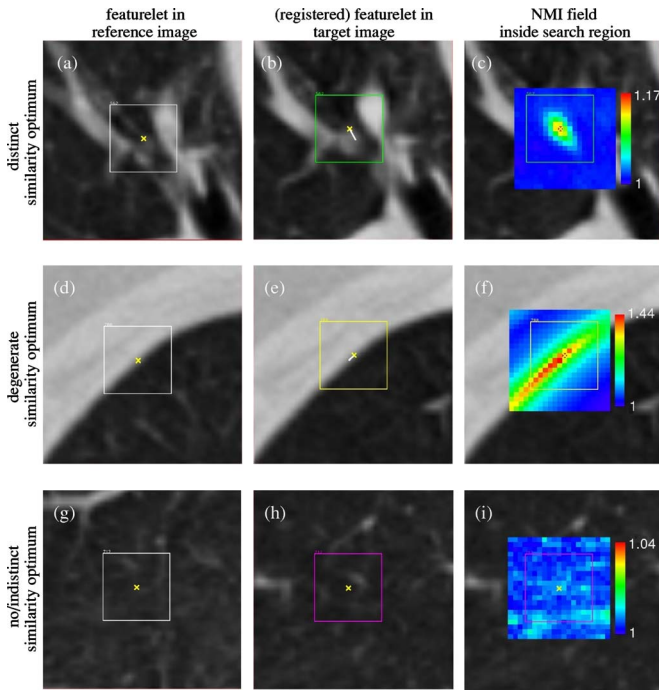 featurelet in
reference image
(registered) featurelet in
target image
NMI field
inside search region
distinct
similarity optimum
(a)
(b)
(c)
1.17
1
degenerate
similarity optimum
(d)
(e)
(f)
1.44
1
no/indistinct
similarity optimum
(g)
(h)
(i)
1.04
1